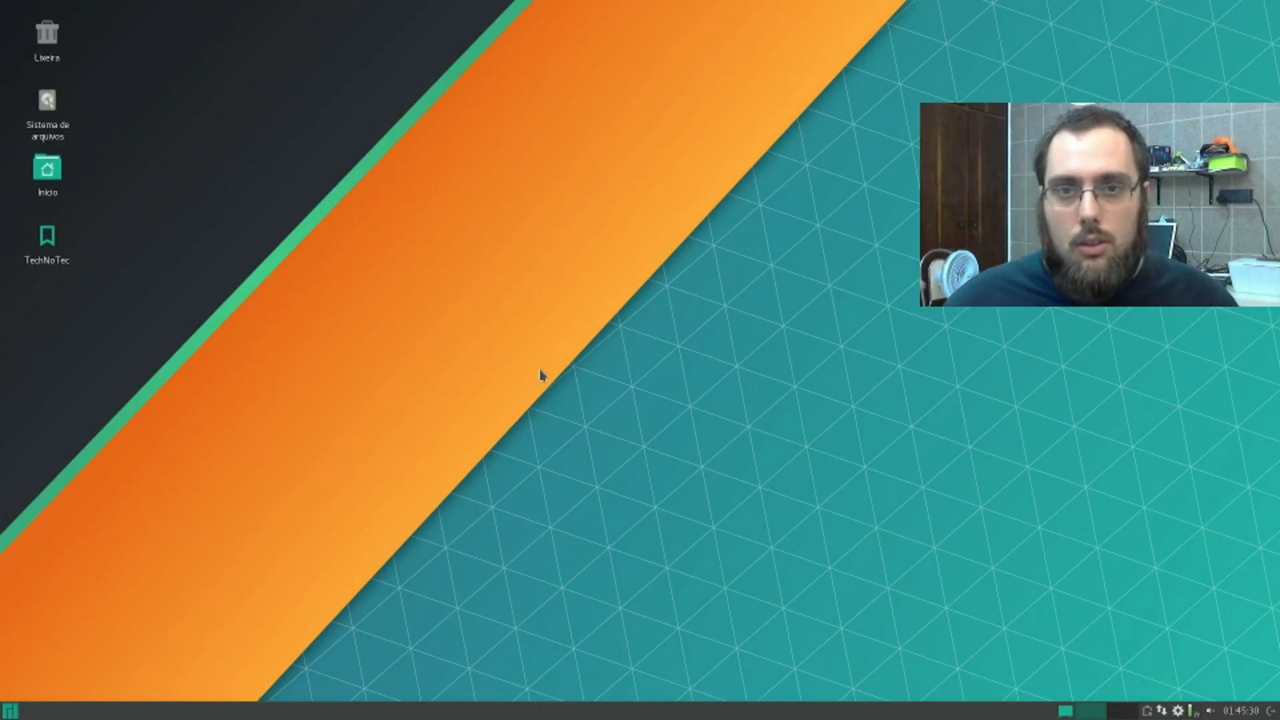 Lixeira
Sistema de
arquivos
Início
TechNoTec
01:45:30